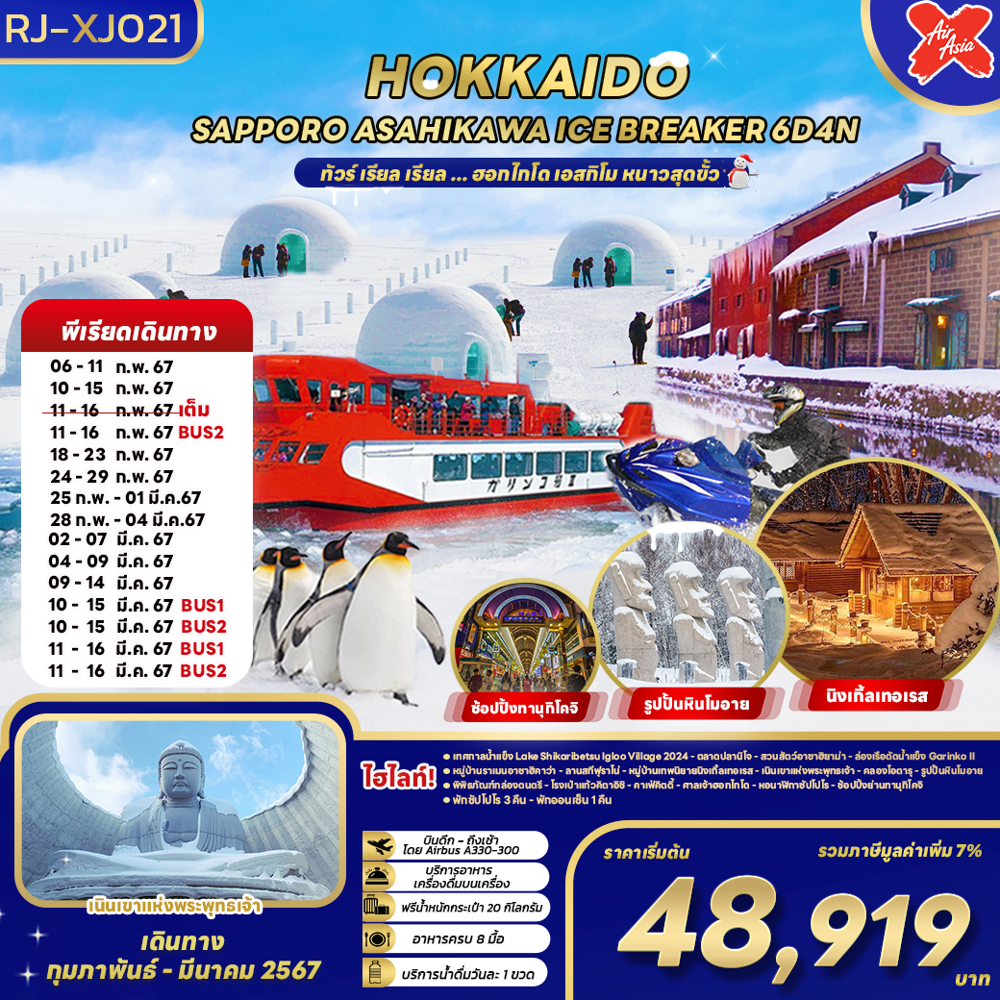 RJ-XJ021
Air
Asia
HOKKAIDO
SAPPORO ASAHIKAWA ICE BREAKER 6D4N
ทัวร์ เรียล เรียล ... ฮอกไกโด เอสกิโม หนาวสุดขั้ว
พีเรียดเดินทาง
06 - 11 ก.พ. 67
10 - 15 ก.พ. 67
11 - 16 ก.พ. 67 เต็ม
11 - 16 ก.พ. 67 BUS2
18 - 23 ก.พ. 67
24 - 29 ก.พ. 67
25 ก.พ. - 01 มี.ค.67
28 ก.พ. - 04 มี.ค.67
02 - 07 มี.ค. 67
04 - 09 มี.ค. 67
09 - 14 มี.ค. 67
10 - 15 มี.ค. 67 BUS1
10 - 15 มี.ค. 67 BUS2
11 - 16 มี.ค. 67 BUS1
11 - 16 มี.ค. 67 BUS2
ガリンコ号Ⅱ
ช้อปปิ้งทานุกิโคจิ
รูปปั้นหินโมอาย
นิงเกิ้ลเทอเรส
เนินเขาแห่งพระพุทธเจ้า
เดินทาง
กุมภาพันธ์ - มีนาคม 2567
ไฮไลท์!
● เทศกาลน้ำแข็ง Lake Shikaribetsu Igloo Village 2024 - ตลาดปลานิโจ - สวนสัตว์อาซาฮิยาม่า - ล่องเรือตัดน้ำแข็ง Garinko II
● หมู่บ้านราเมนอาซาฮิคาว่า - ลานสกีฟุราโน่ - หมู่บ้านเทพนิยายนิงเกิ้ลเทอเรส - เนินเขาแห่งพระพุทธเจ้า - คลองโอตารุ - รูปปั้นหินโมอาย
● พิพิธภัณฑ์กล่องดนตรี - โรงเป่าแก้วคิตาอิชิ - คาเฟ่คิตตี้ - ศาลเจ้าฮอกไกโด - หอนาฬิกาซัปโปโร - ช้อปปิ้งย่านทานุกิโคจิ
● พักซัปโปโร 3 คืน - พักออนเซ็น 1 คืน
บินดึก - ถึงเช้า
โดย Airbus A330-300
บริการอาหาร
เครื่องดื่มบนเครื่อง
ฟรีน้ำหนักกระเป๋า 20 กิโลกรัม
อาหารครบ 8 มื้อ
บริการน้ำดื่มวันละ 1 ขวด
ราคาเริ่มต้น
รวมภาษีมูลค่าเพิ่ม 7%
48,919
บาท